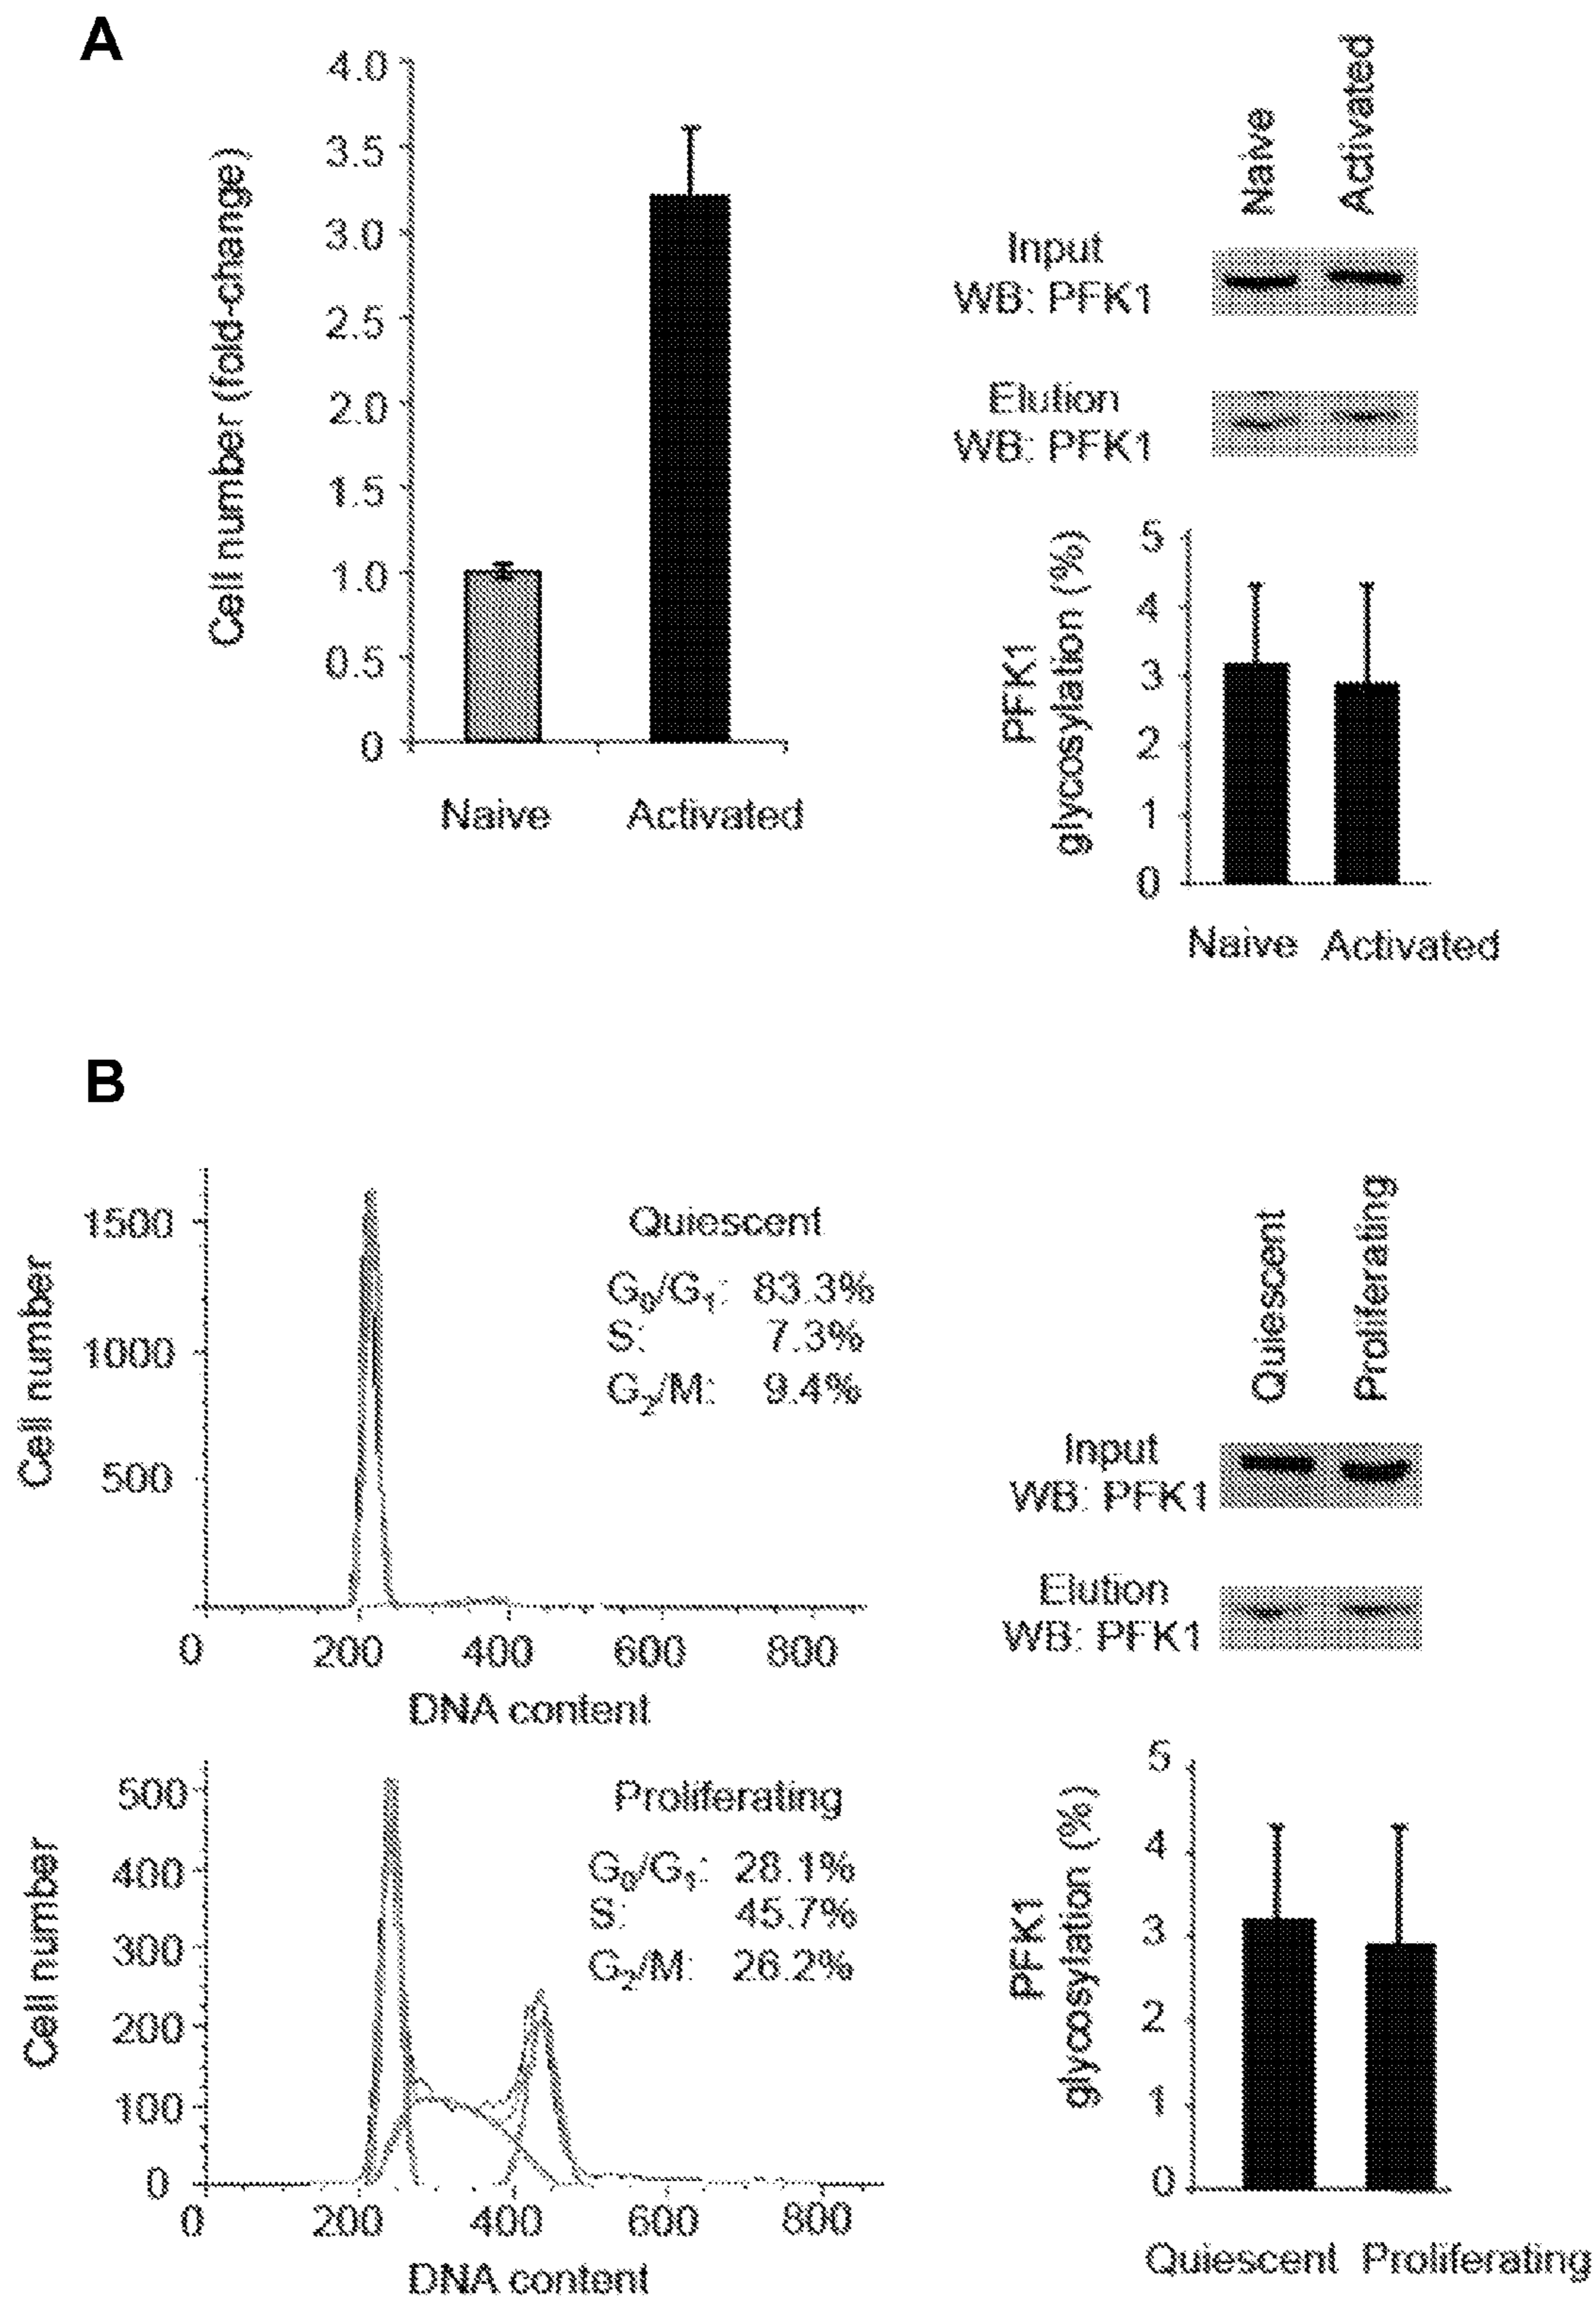 A
4.0
3.5
3.0
2.5
2.0
1.5
1.0
0.5
0
Cell number (fold-change)
Naive Activated
Naive Activated
Input
WB: PFK1
Elution
WB: PFK1
5
4
3
2
1
0
PFK1
glycosylation (%)
Naive Activated
B
1500
1000
500
Cell number
Quiescent
G0/G1: 83.3%
S: 7.3%
G2/M: 9.4%
0 200 400 600 800
DNA content
500
400
300
200
100
0
Cell number
Proliferating
G0/G1: 28.1%
S: 45.7%
G2/M: 26.2%
0 200 400 600 800
DNA content
Quiescent Proliferating
Input
WB: PFK1
Elution
WB: PFK1
5
4
3
2
1
0
PFK1
glycosylation (%)
Quiescent Proliferating